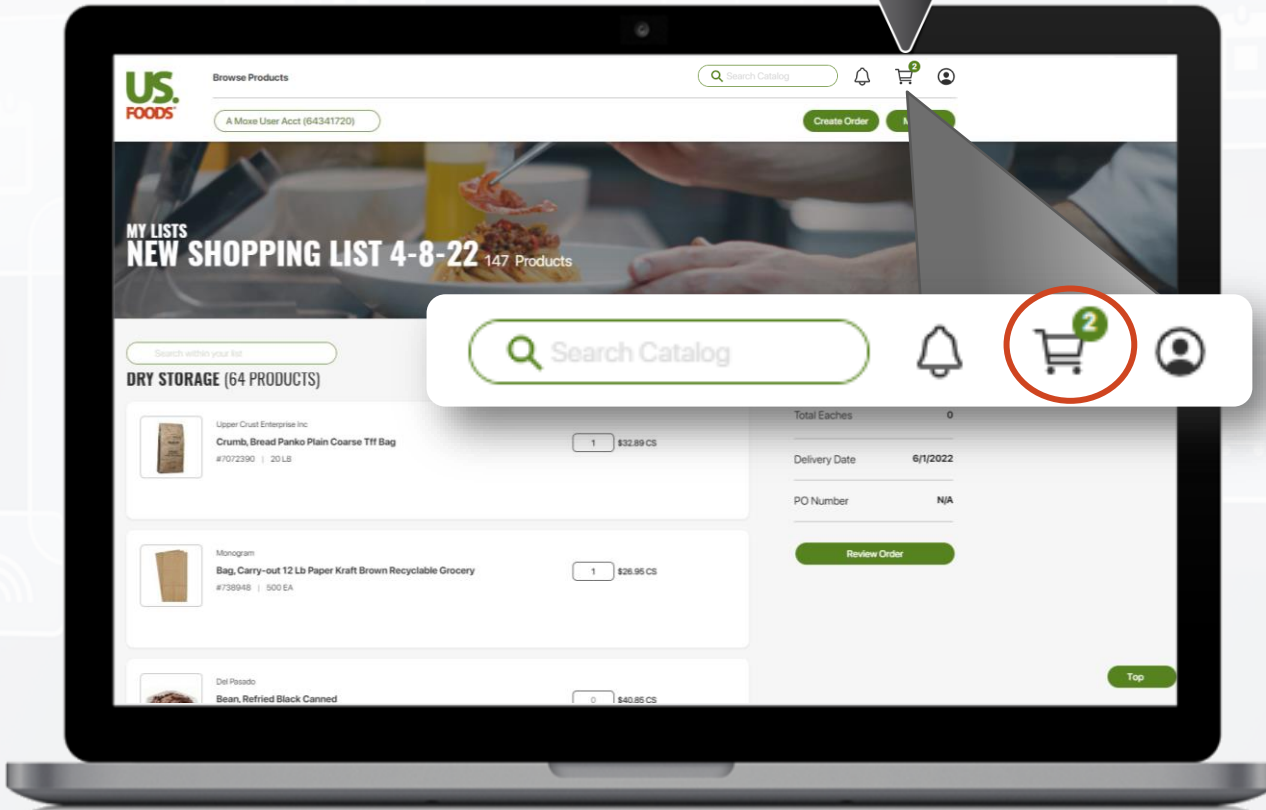 US.
FOODS
Browse Products
Search Catalog
2
A Moxe User Acct (64341720)
Create Order
MY LISTS
NEW SHOPPING LIST 4-8-22 147 Products
Search Catalog
2
Search within your list
DRY STORAGE (64 PRODUCTS)
Upper Crust Enterprise Inc
Crumb, Bread Panko Plain Coarse Tff Bag
#7072390 | 20 LB
1 $32.89 CS
Monogram
Bag, Carry-out 12 Lb Paper Kraft Brown Recyclable Grocery
#738948 | 500 EA
1 $26.95 CS
Del Pasado
Bean, Refried Black Canned
0 $40.85 CS
Total Eaches 0
Delivery Date 6/1/2022
PO Number N/A
Review Order
Top